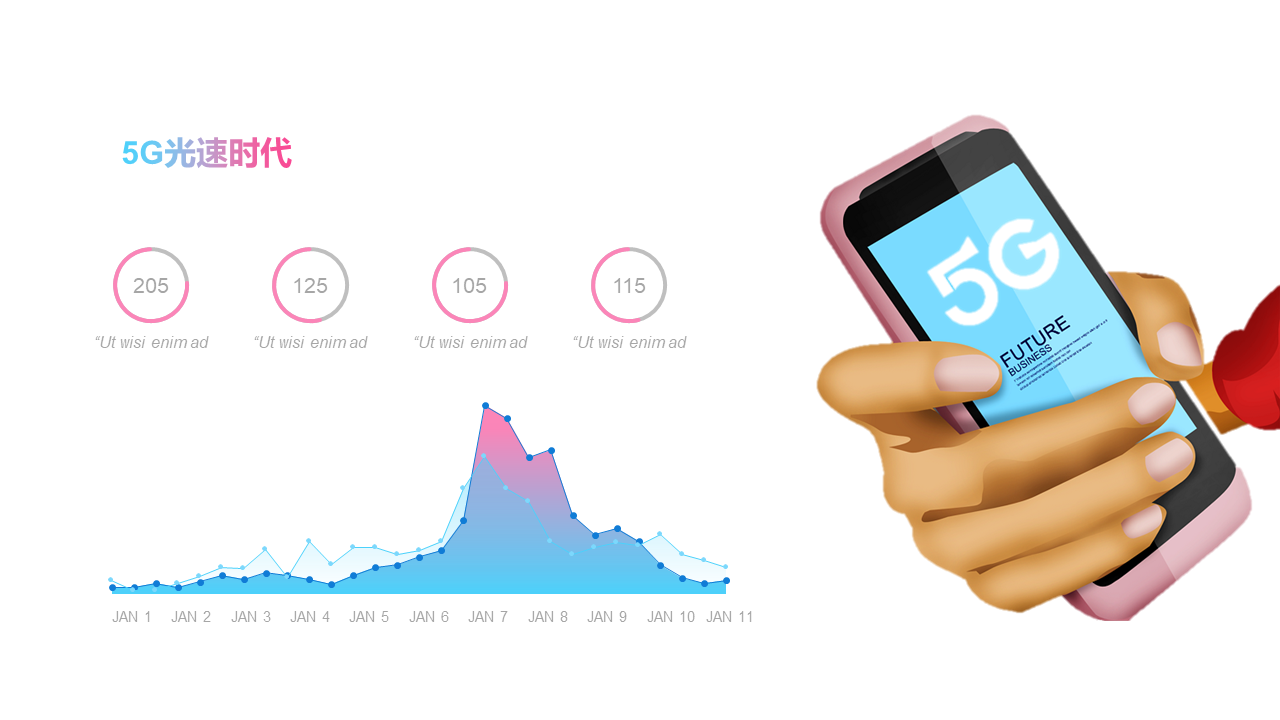 5G光速时代
205
125
105
115
“Ut wisi enim ad
“Ut wisi enim ad
“Ut wisi enim ad
“Ut wisi enim ad
JAN 1
JAN 2
JAN 3
JAN 4
JAN 5
JAN 6
JAN 7
JAN 8
JAN 9
JAN 10
JAN 11
5G
FUTURE
BUSINESS